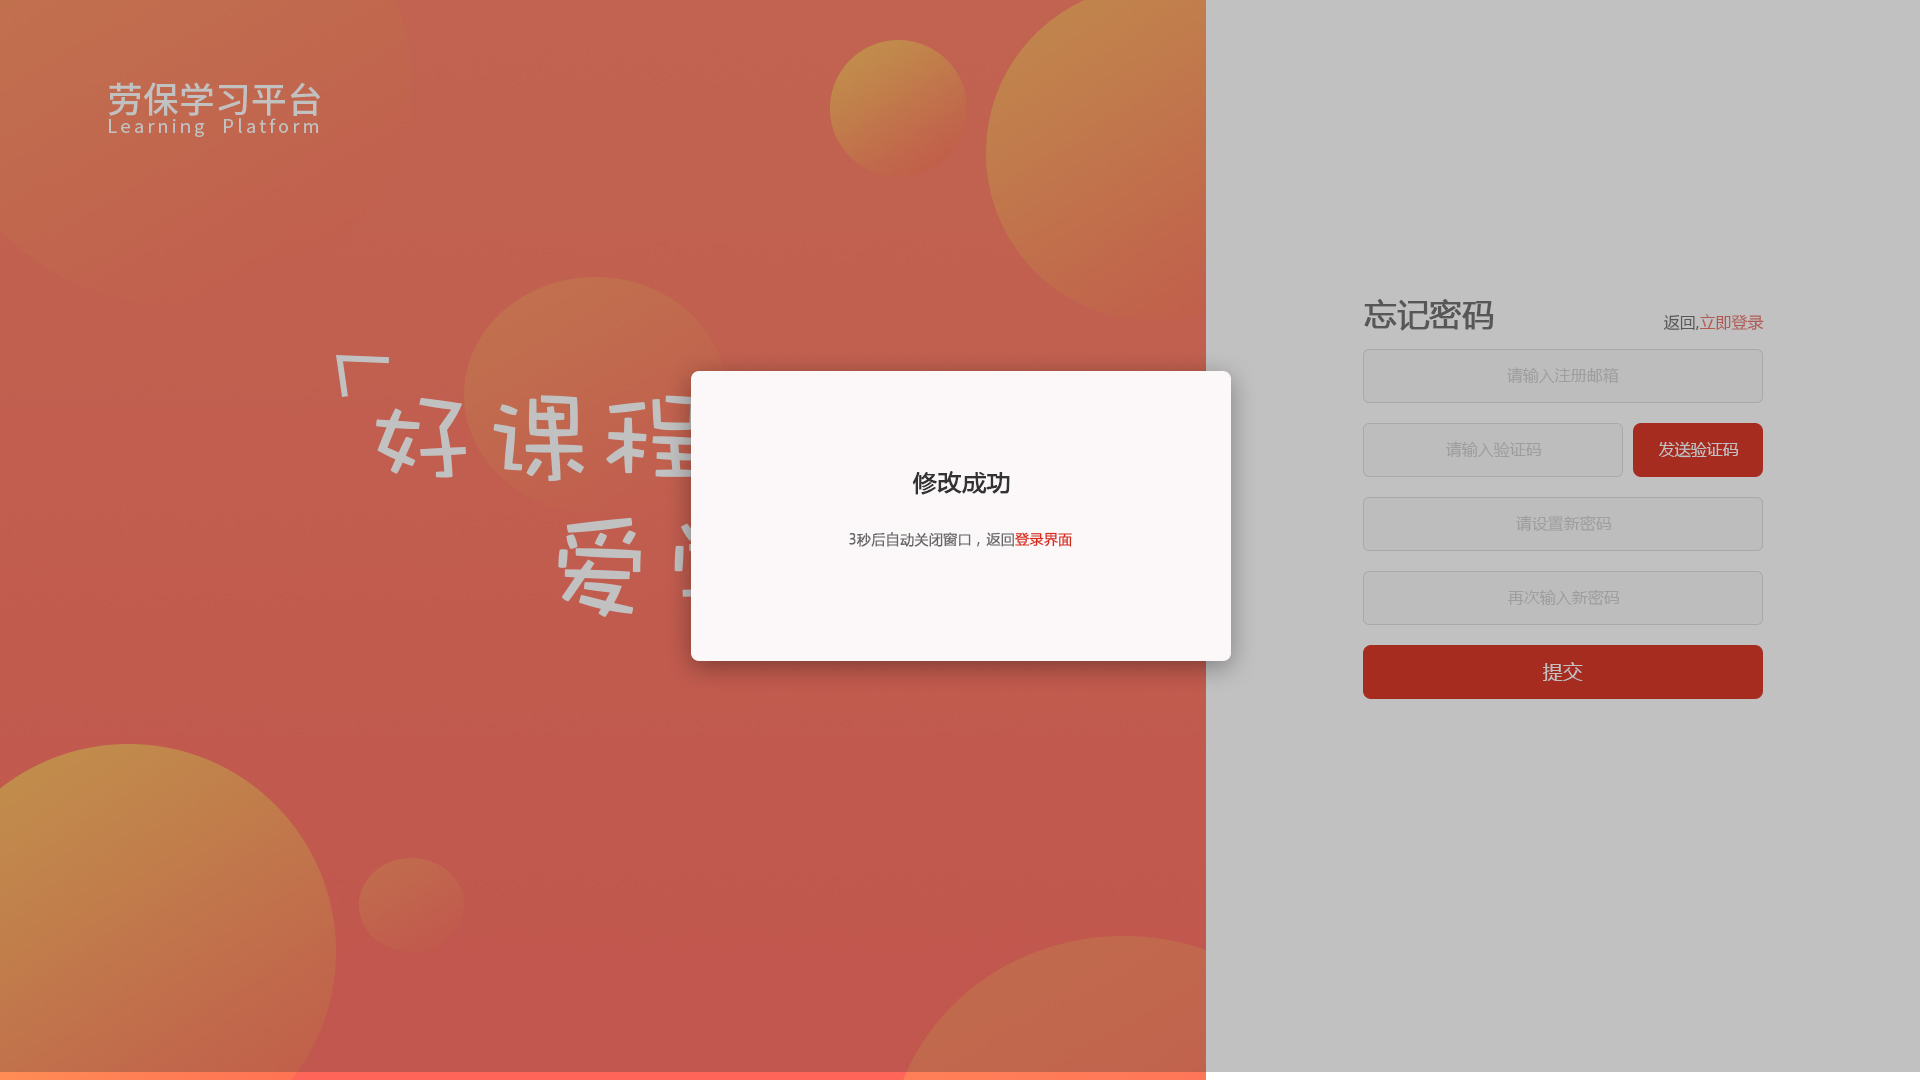 劳保学习平台
Learning Platform
好课程
爱
忘记密码
返回,立即登录
请输入注册邮箱
请输入验证码
发送验证码
请设置新密码
再次输入新密码
提交
修改成功
3秒后自动关闭窗口，返回登录界面